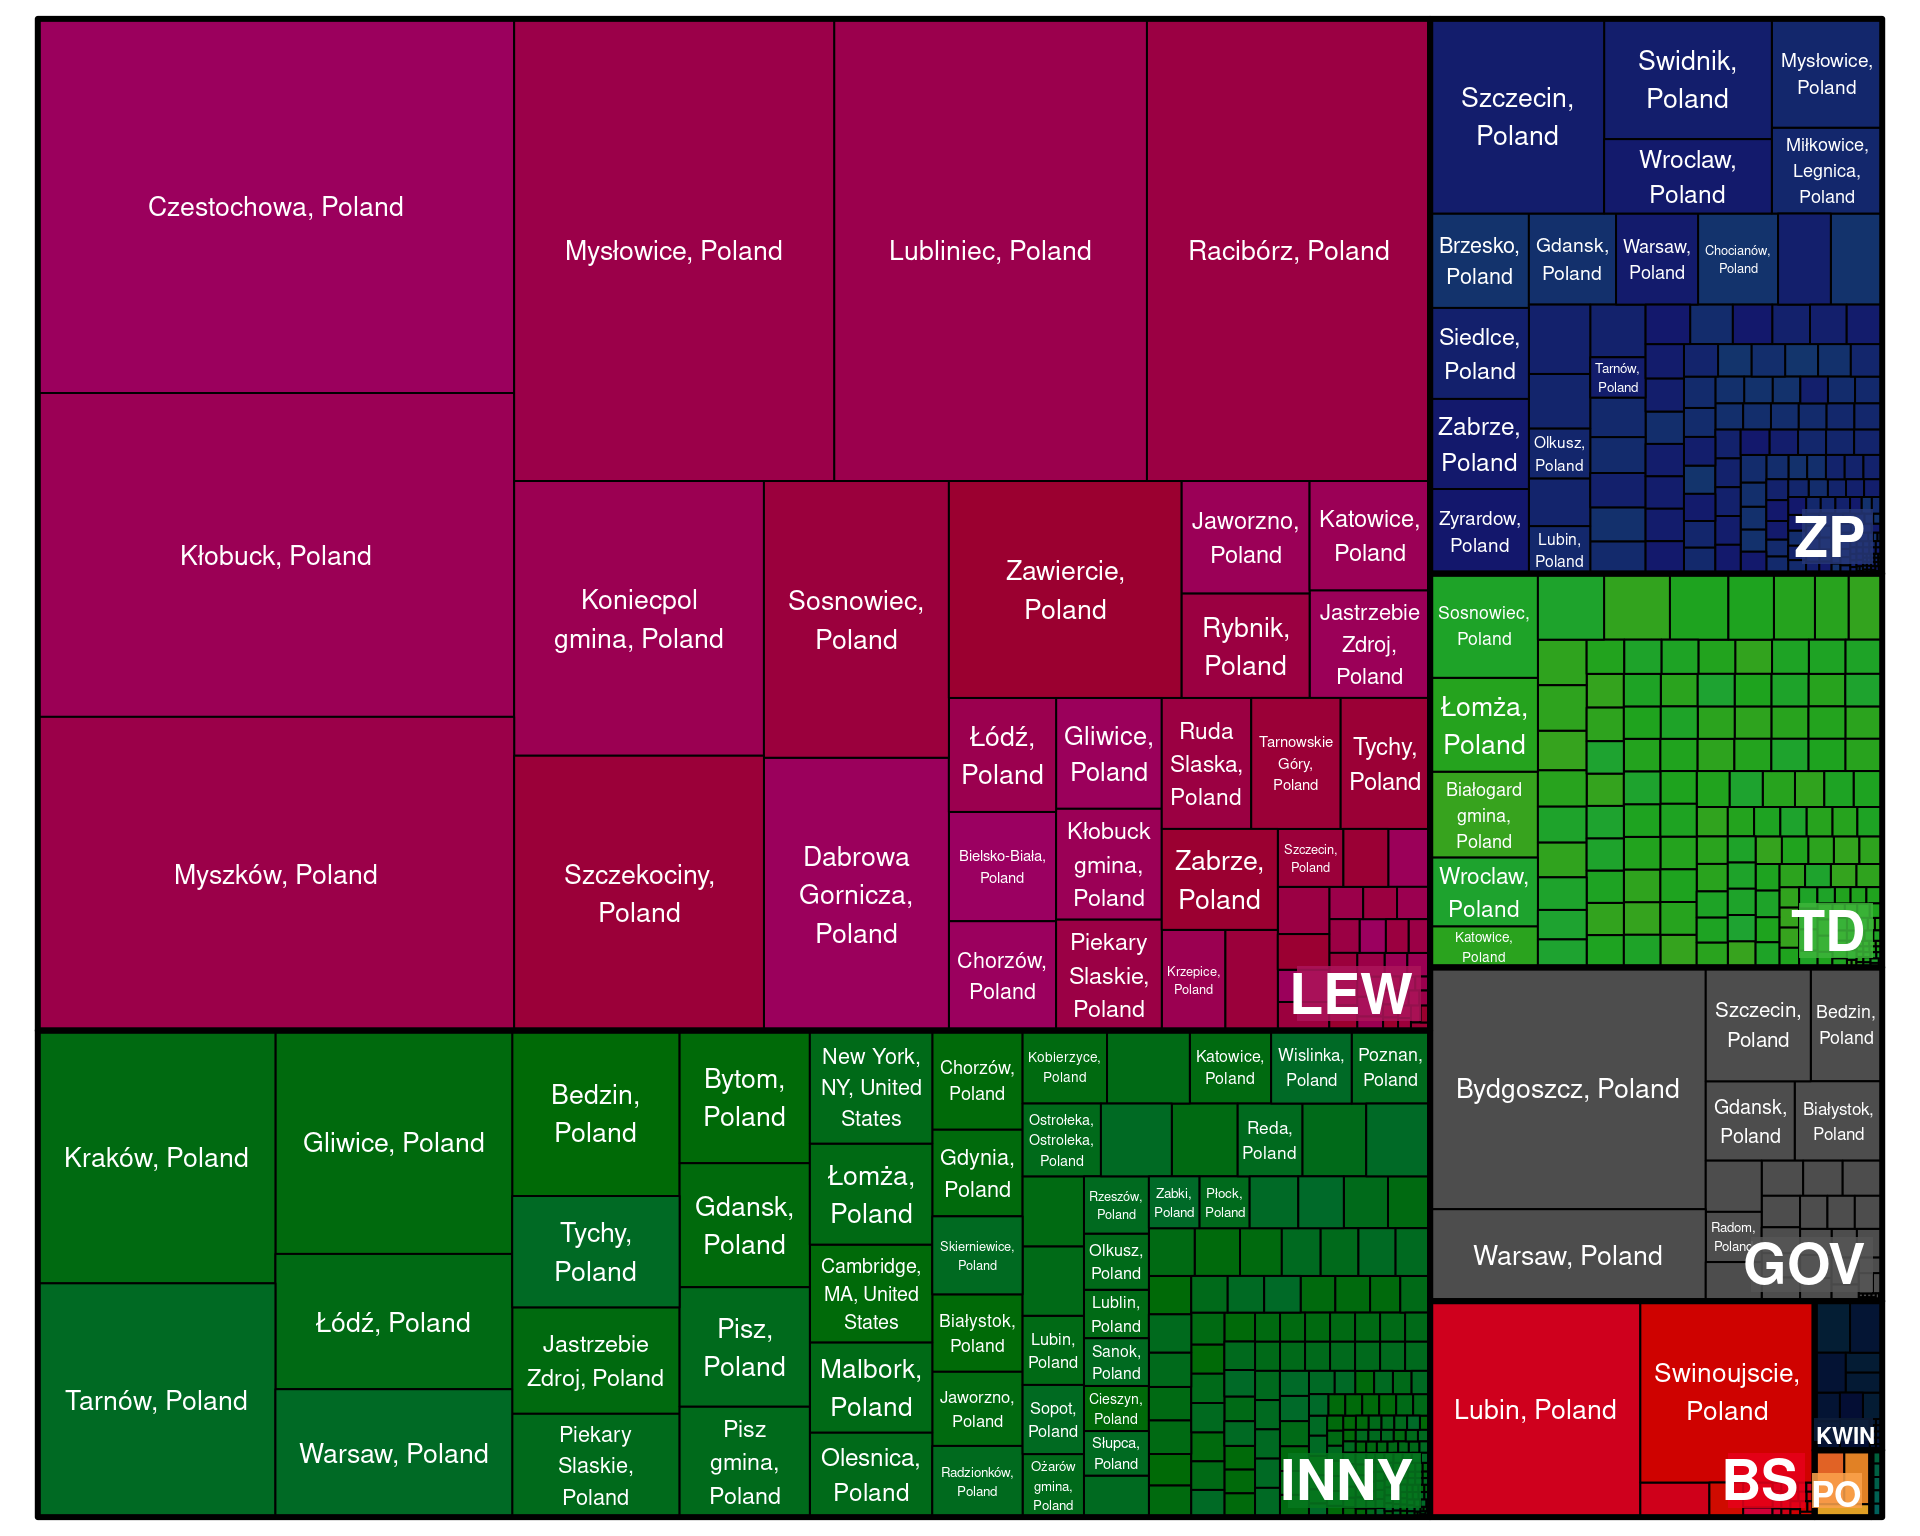 Czestochowa, Poland
Kłobuck, Poland
Myszków, Poland
Mysłowice, Poland
Lubliniec, Poland
Racibórz, Poland
Koniecpol
gmina, Poland
Szczekociny,
Poland
Sosnowiec,
Poland
Dabrowa
Gornicza,
Poland
Zawiercie,
Poland
Jaworzno,
Poland
Katowice,
Poland
Rybnik,
Poland
Jastrzebie
Zdroj,
Poland
Łódź,
Poland
Bielsko-Biała,
Poland
Chorzów,
Poland
Gliwice,
Poland
Kłobuck
gmina,
Poland
Piekary
Slaskie,
Poland
Ruda
Slaska,
Poland
Tarnowskie
Góry,
Poland
Tychy,
Poland
Zabrze,
Poland
Szczecin,
Poland
Krzepice,
Poland
LEW
Kraków, Poland
Tarnów, Poland
Gliwice, Poland
Łódź, Poland
Warsaw, Poland
Bedzin,
Poland
Tychy,
Poland
Jastrzebie
Zdroj, Poland
Piekary
Slaskie,
Poland
Bytom,
Poland
Gdansk,
Poland
Pisz,
Poland
Pisz
gmina,
Poland
New York,
NY, United
States
Łomża,
Poland
Cambridge,
MA, United
States
Malbork,
Poland
Olesnica,
Poland
Chorzów,
Poland
Gdynia,
Poland
Skierniewice,
Poland
Białystok,
Poland
Jaworzno,
Poland
Radzionków,
Poland
Kobierzyce,
Poland
Katowice,
Poland
Wislinka,
Poland
Poznan,
Poland
Ostrołeka,
Ostroleka,
Poland
Reda,
Poland
Rzeszów,
Poland
Zabki,
Poland
Płock,
Poland
Olkusz,
Poland
Lublin,
Poland
Lubin,
Poland
Sanok,
Poland
Sopot,
Poland
Cieszyn,
Poland
Słupca,
Poland
Ożarów
gmina,
Poland
INNY
Szczecin,
Poland
Swidnik,
Poland
Mysłowice,
Poland
Wroclaw,
Poland
Miłkowice,
Legnica,
Poland
Brzesko,
Poland
Gdansk,
Poland
Warsaw,
Poland
Chocianów,
Poland
Siedlce,
Poland
Tarnów,
Poland
Zabrze,
Poland
Olkusz,
Poland
Zyrardow,
Poland
Lubin,
Poland
ZP
Sosnowiec,
Poland
Łomża,
Poland
Białogard
gmina,
Poland
Wroclaw,
Poland
Katowice,
Poland
TD
Bydgoszcz, Poland
Warsaw, Poland
Szczecin,
Poland
Bedzin,
Poland
Gdansk,
Poland
Białystok,
Poland
Radom,
Poland
GOV
Lubin, Poland
Swinoujscie,
Poland
BS
KWIN
PO